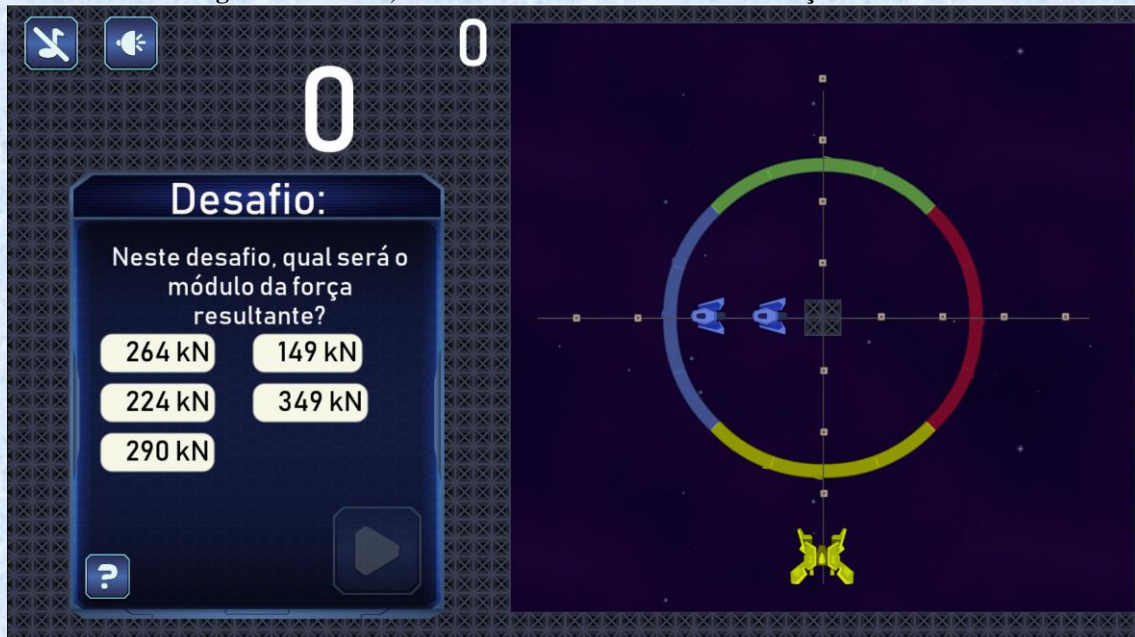 0
0
Desafio:
Neste desafio, qual será o
módulo da força
resultante?
264 kN 149 kN
224 kN 349 kN
290 kN
?